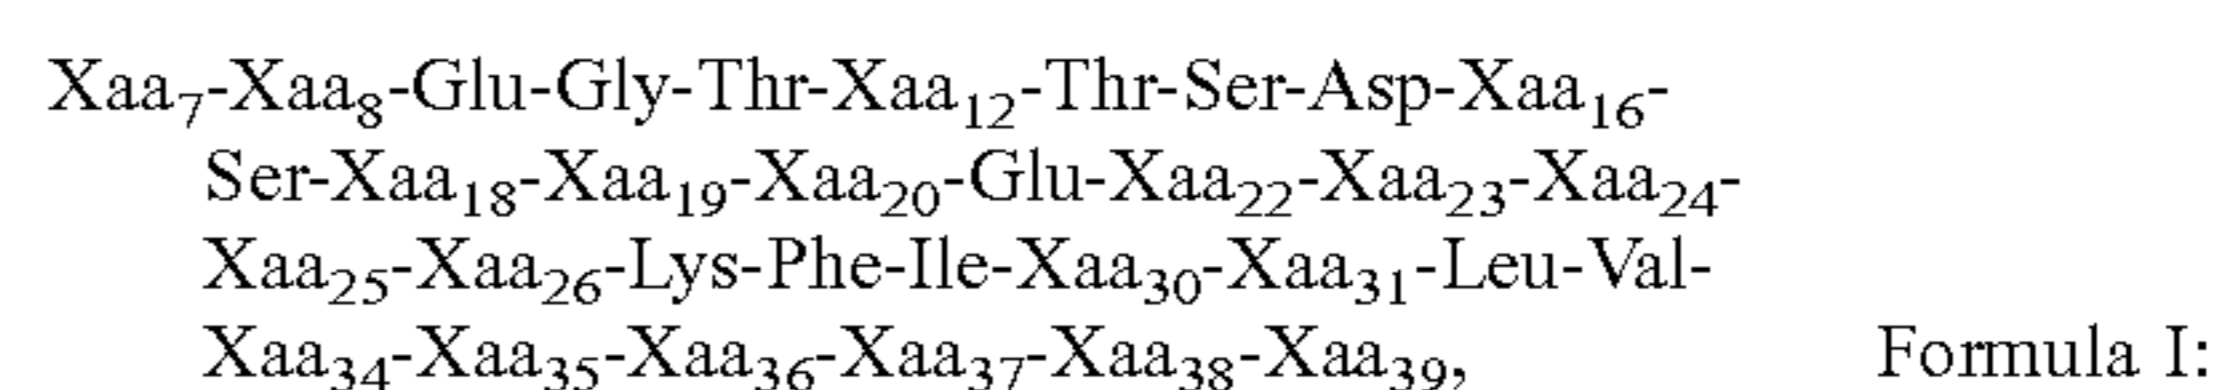 Xaa₇-Xaa₈-Glu-Gly-Thr-Xaa₁₂-Thr-Ser-Asp-Xaa₁₆-
Ser-Xaa₁₈-Xaa₁₉-Xaa₂₀-Glu-Xaa₂₂-Xaa₂₃-Xaa₂₄-
Xaa₂₅-Xaa₂₆-Lys-Phe-Ile-Xaa₃₀-Xaa₃₁-Leu-Val-
Xaa₃₄-Xaa₃₅-Xaa₃₆-Xaa₃₇-Xaa₃₈-Xaa₃₉, Formula I: